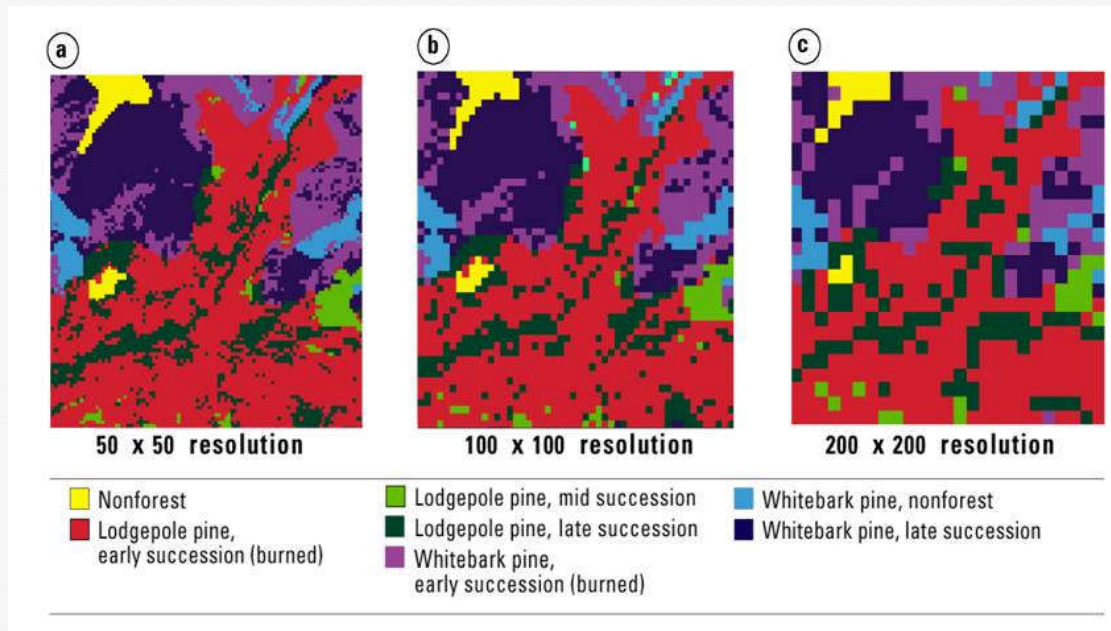 a
b
c
50 x 50 resolution
100 x 100 resolution
200 x 200 resolution
Nonforest
Lodgepole pine,
early succession (burned)
Lodgepole pine, mid succession
Lodgepole pine, late succession
Whitebark pine,
early succession (burned)
Whitebark pine, nonforest
Whitebark pine, late succession